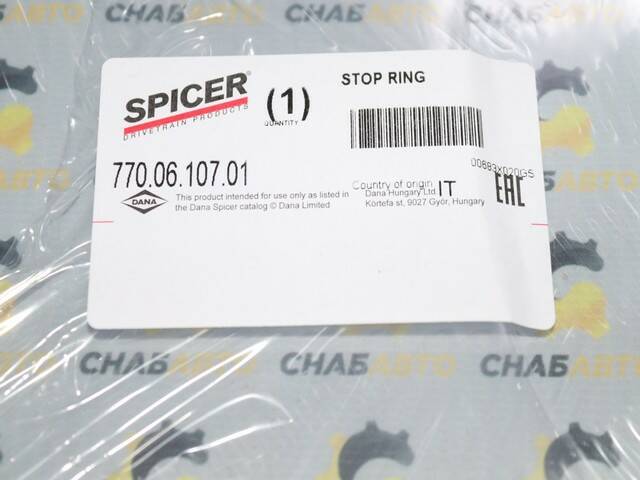 СНАБАВТО СНАБАВТО
SPICER®
DRIVETRAIN PRODUCTS
(1)
QUANTITY
STOP RING
770.06.107.01
DANA
This product intended for use only as listed in
the Dana Spicer catalog © Dana Limited
Country of origin IT
Dana Hungary Ltd.
Körtefa st, 9027 Győr, Hungary
EAC
СНАБАВТО СНАБАВТО СНАБАВТО